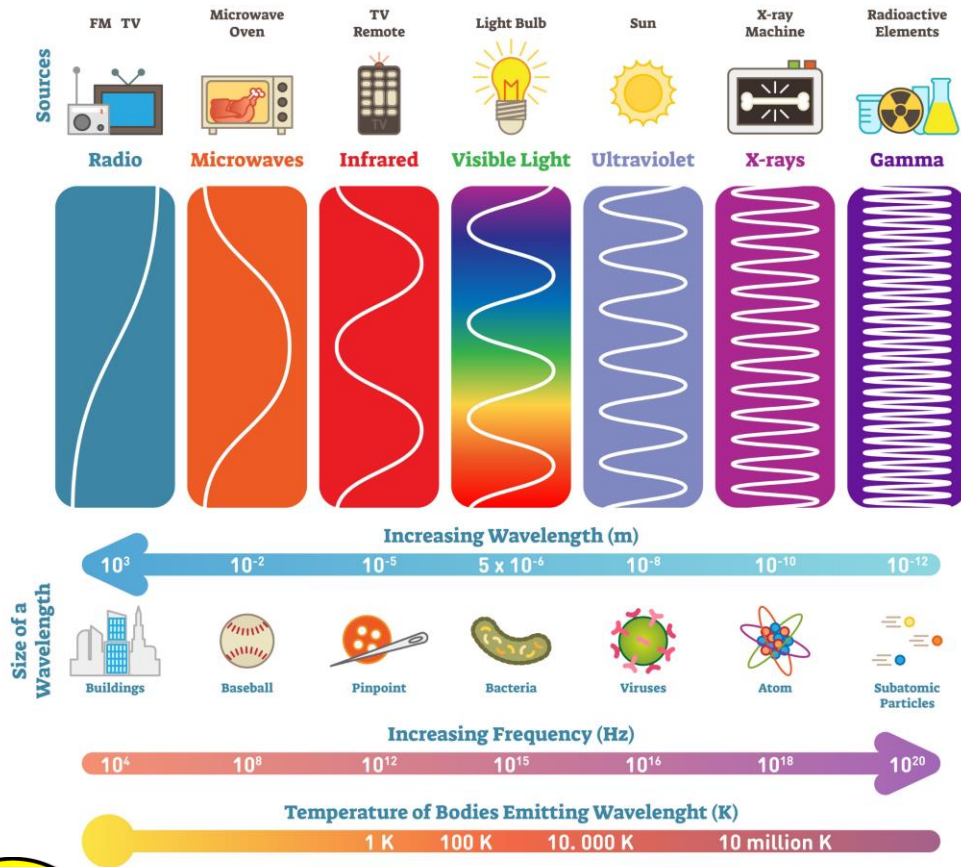 FM TV
Microwave
Oven
TV
Remote
Light Bulb
Sun
X-ray
Machine
Radioactive
Elements
Sources
TV
Radio
Microwaves
Infrared
Visible Light
Ultraviolet
X-rays
Gamma
Increasing Wavelength (m)
10³ 10⁻² 10⁻⁵ 5 x 10⁻⁶ 10⁻⁸ 10⁻¹⁰ 10⁻¹²
Size of a
Wavelength
Buildings
Baseball
Pinpoint
Bacteria
Viruses
Atom
Subatomic
Particles
Increasing Frequency (Hz)
10⁴ 10⁸ 10¹² 10¹⁵ 10¹⁶ 10¹⁸ 10²⁰
Temperature of Bodies Emitting Wavelenght (K)
1 K 100 K 10. 000 K 10 million K